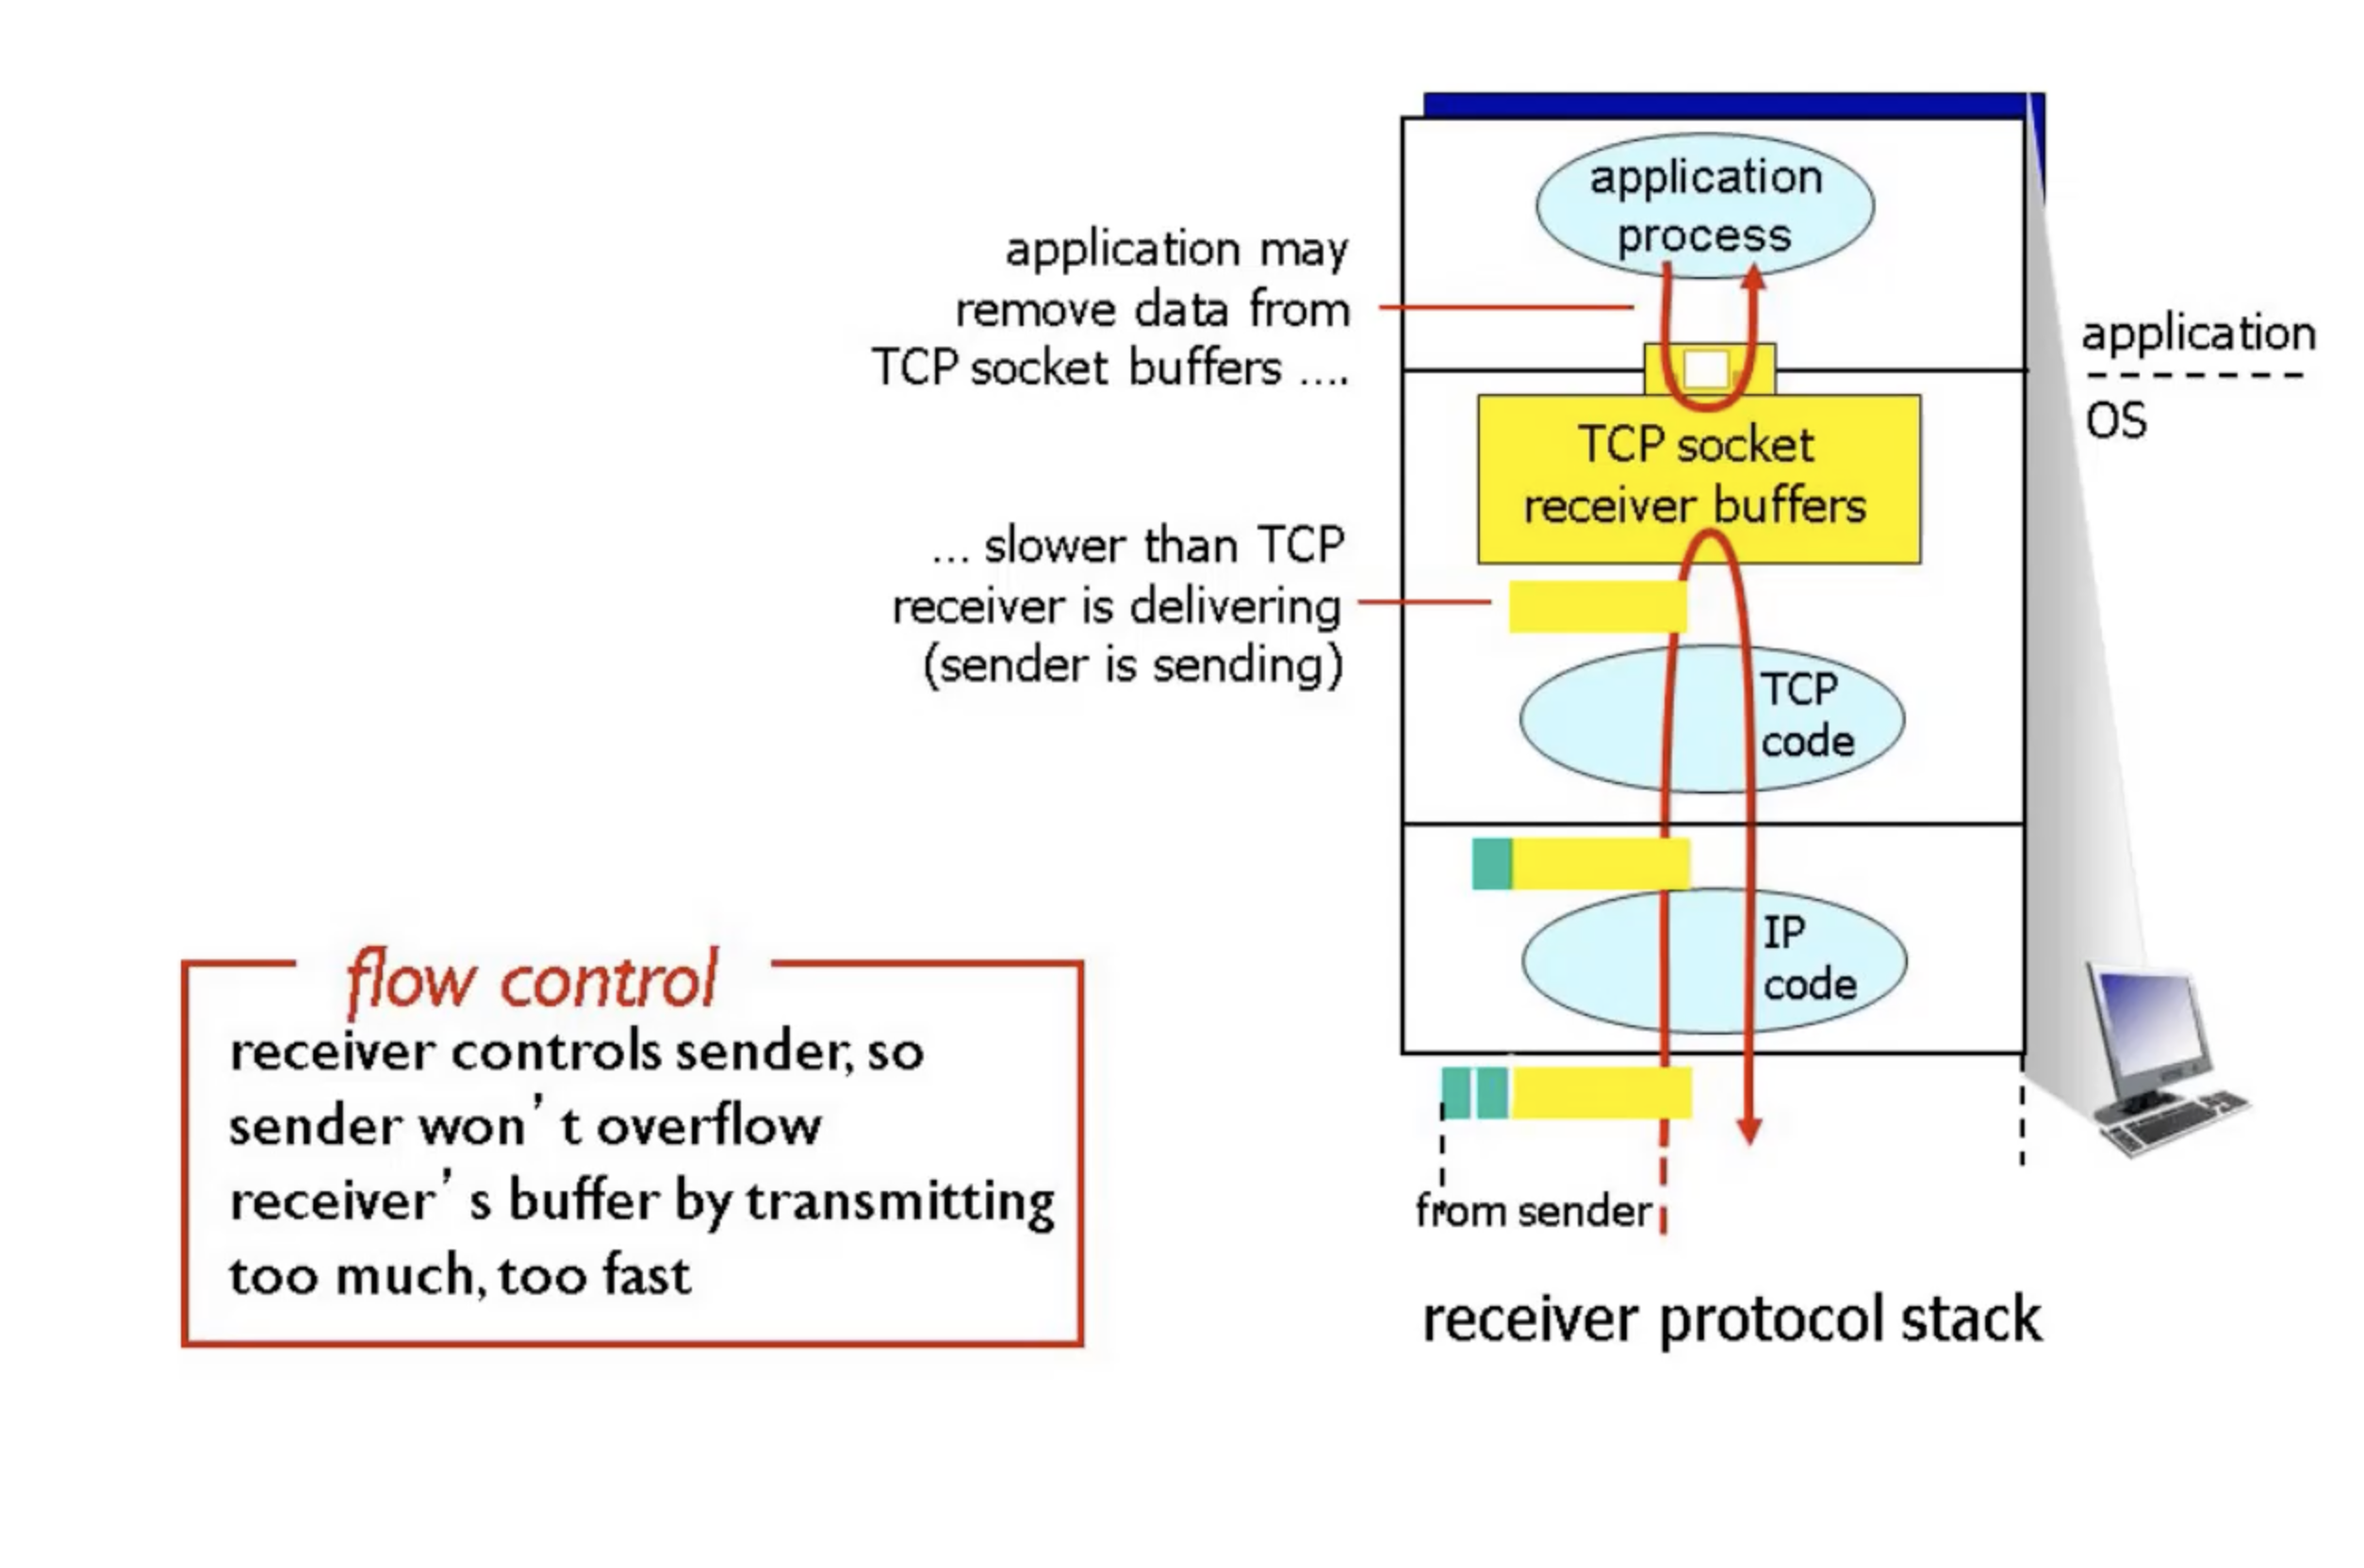 application
process
application may
remove data from
TCP socket buffers ....
application
OS
TCP socket
receiver buffers
... slower than TCP
receiver is delivering
(sender is sending)
TCP
code
IP
code
flow control
receiver controls sender, so
sender won’ t overflow
receiver’ s buffer by transmitting
too much, too fast
from sender
receiver protocol stack